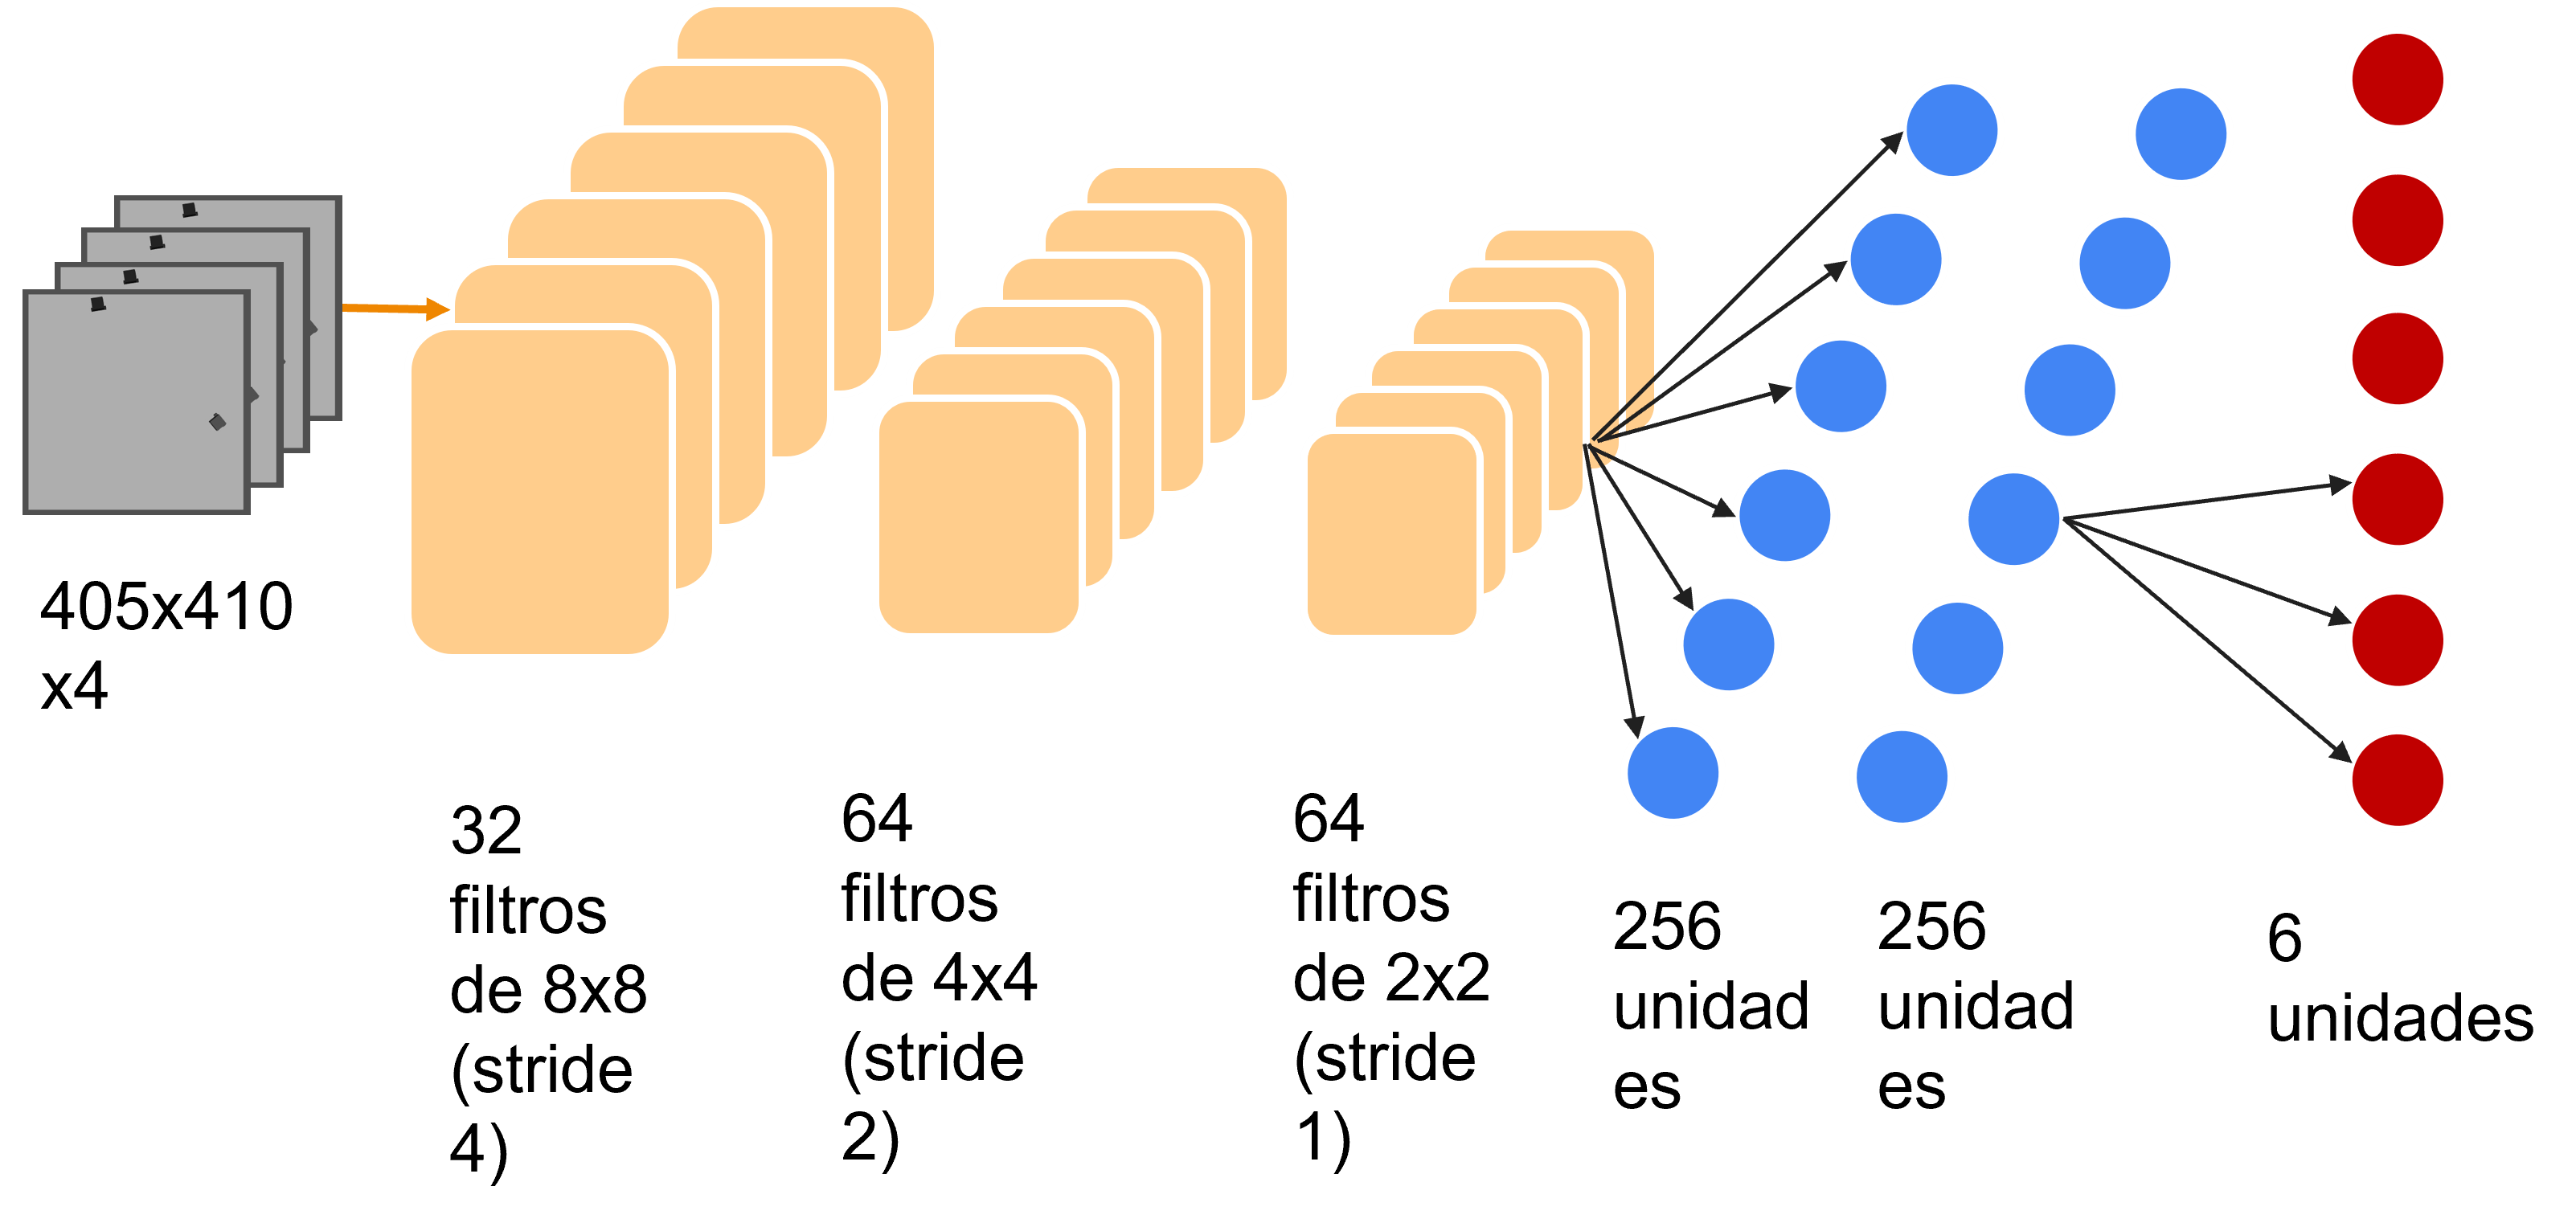 405x410
x4
32
filtros
de 8x8
(stride
4)
64
filtros
de 4x4
(stride
2)
64
filtros
de 2x2
(stride
1)
256
unidad
es
256
unidad
es
6
unidades